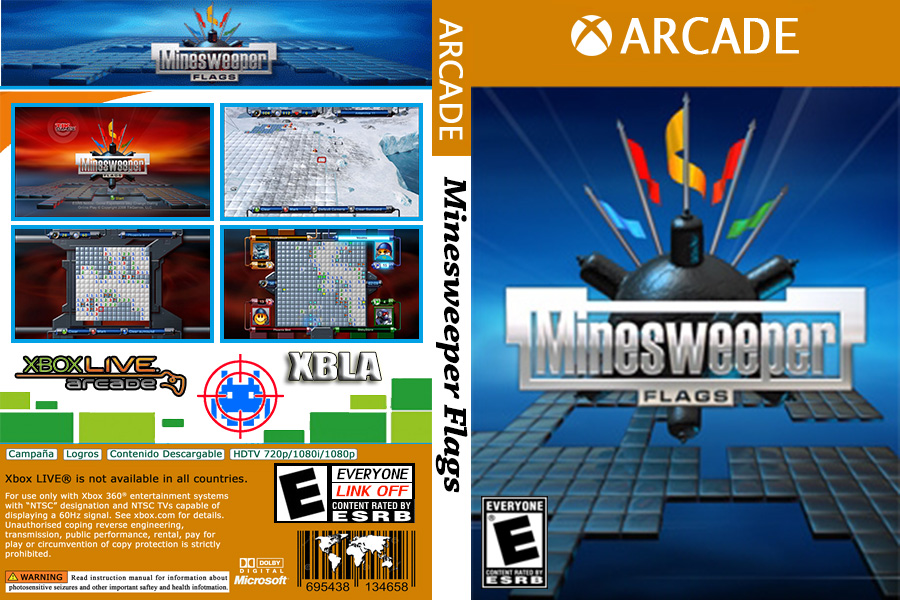 Minesweeper
FLAGS
Minesweeper
FLAGS
XBOX LIVE
arcade
XBLA
Campaña
Logros
Contenido Descargable
HDTV 720p/1080i/1080p
Xbox LIVE® is not available in all countries.
For use only with Xbox 360® entertainment systems
with “NTSC” designation and NTSC TVs capable of
displaying a 60Hz signal. See xbox.com for details.
Unauthorised coping reverse engineering,
transmission, public performance, rental, pay for
play or circumvention of copy protection is strictly
prohibited.
WARNING
Read instruction manual for information about
photosensitive seizures and other important saftey and health infotmation.
DOLBY
DIGITAL
Microsoft
E
EVERYONE
LINK OFF
CONTENT RATED BY
ESRB
695438 134658
ARCADE
Minesweeper Flags
ARCADE
Minesweeper
FLAGS
EVERYONE
E
CONTENT RATED BY
ESRB